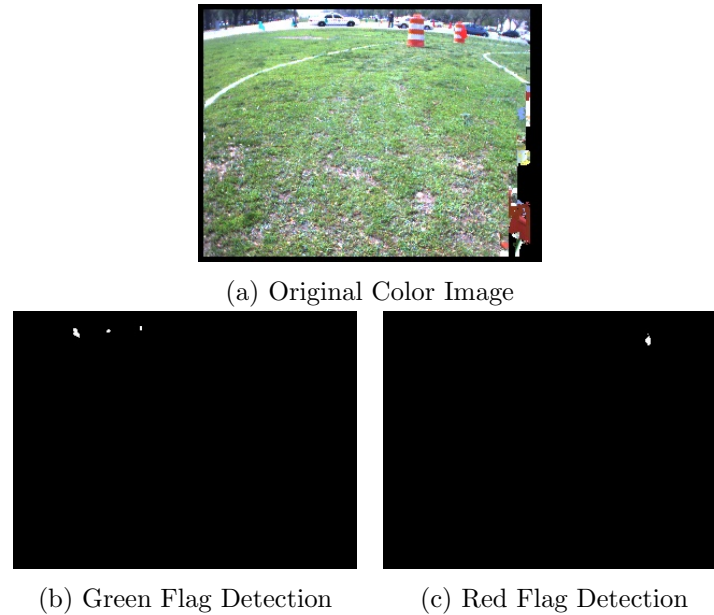 (a) Original Color Image
(b) Green Flag Detection
(c) Red Flag Detection